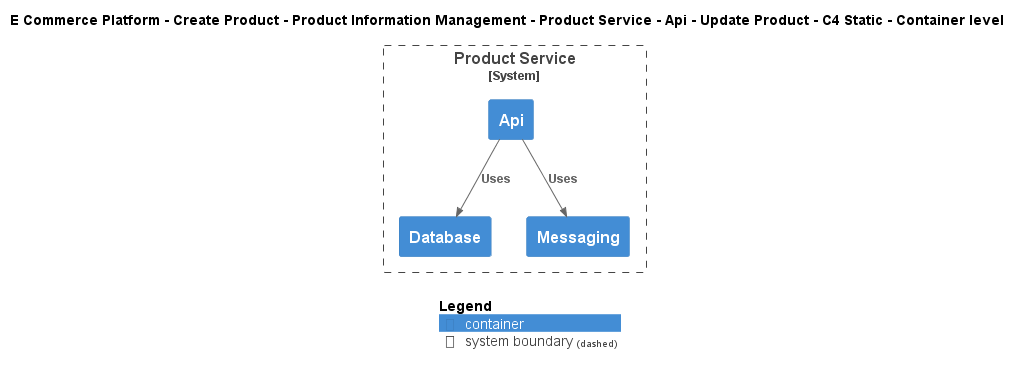 E Commerce Platform - Create Product - Product Information Management - Product Service - Api - Update Product - C4 Static - Container level
Product Service
[System]
Api
Uses Uses
Database Messaging
Legend
container
system boundary (dashed)